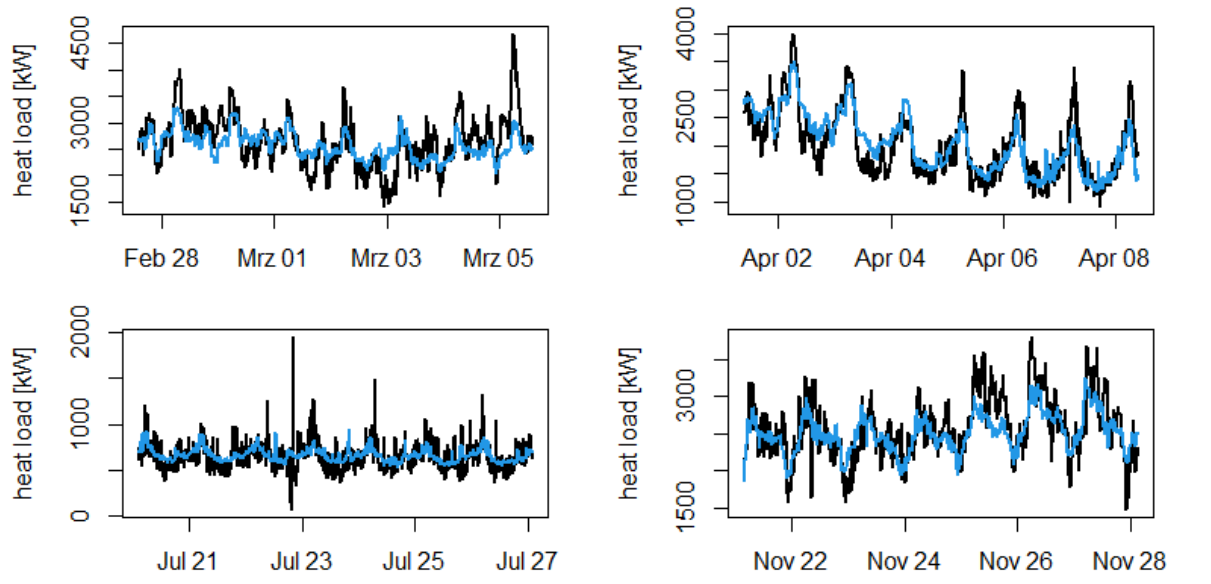 heat load [kW]
1500
3000
4500
Feb 28
Mrz 01
Mrz 03
Mrz 05
heat load [kW]
1000
2500
4000
Apr 02
Apr 04
Apr 06
Apr 08
heat load [kW]
0
1000
2000
Jul 21
Jul 23
Jul 25
Jul 27
heat load [kW]
1500
3000
Nov 22
Nov 24
Nov 26
Nov 28